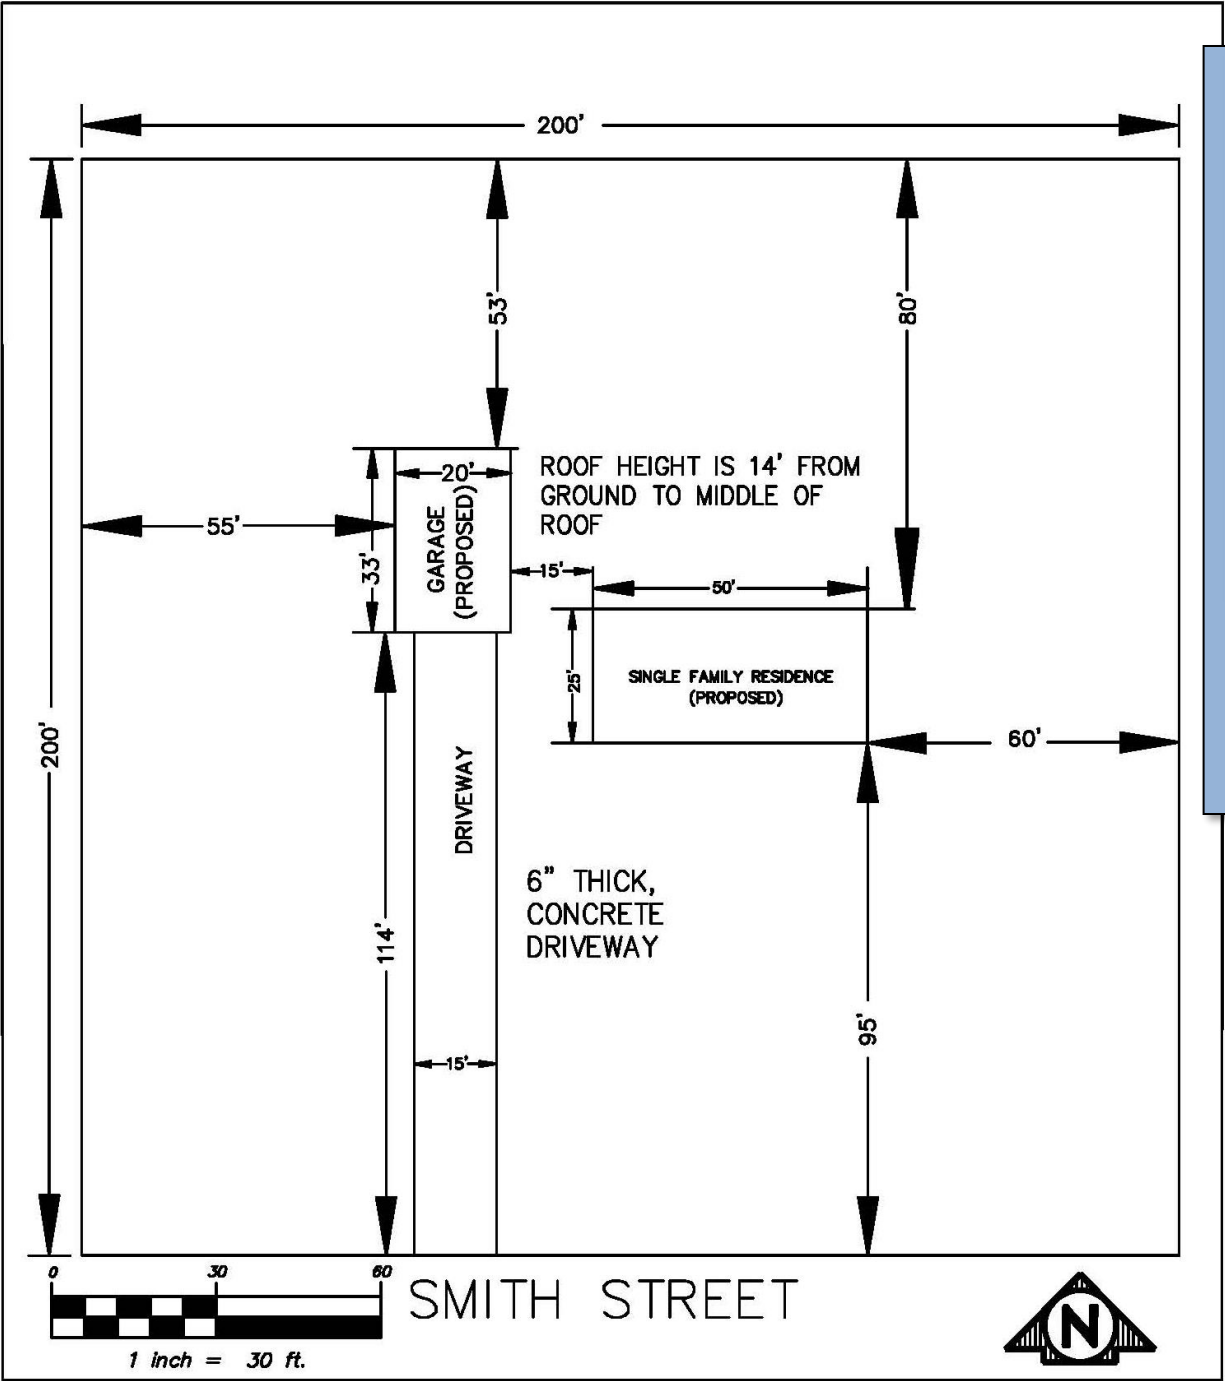 200'
53'
80'
20'
GARAGE
(PROPOSED)
ROOF HEIGHT IS 14' FROM
GROUND TO MIDDLE OF
ROOF
55'
33'
15'
50'
25'
SINGLE FAMILY RESIDENCE
(PROPOSED)
200'
60'
DRIVEWAY
6" THICK,
CONCRETE
DRIVEWAY
114'
95'
15'
0 30 60
SMITH STREET
N
1 inch = 30 ft.